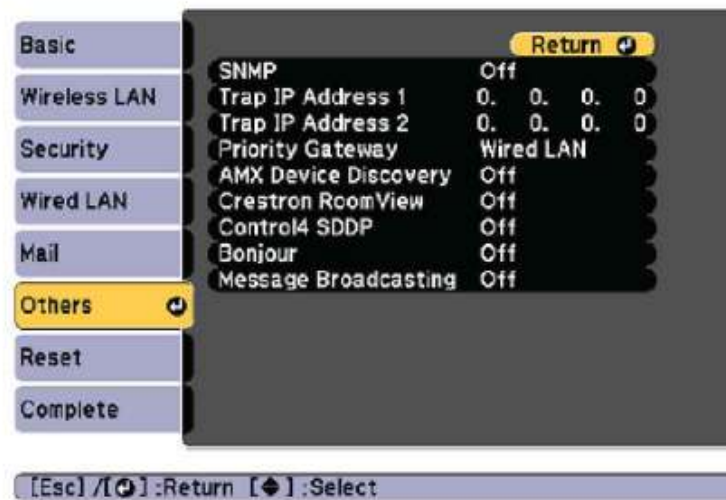 Basic
Wireless LAN
Security
Wired LAN
Mail
Others
Reset
Complete
Return
SNMP Off
Trap IP Address 1 0. 0. 0. 0
Trap IP Address 2 0. 0. 0. 0
Priority Gateway Wired LAN
AMX Device Discovery Off
Crestron RoomView Off
Control4 SDDP Off
Bonjour Off
Message Broadcasting Off
[Esc] /[⏎] :Return [◆] :Select